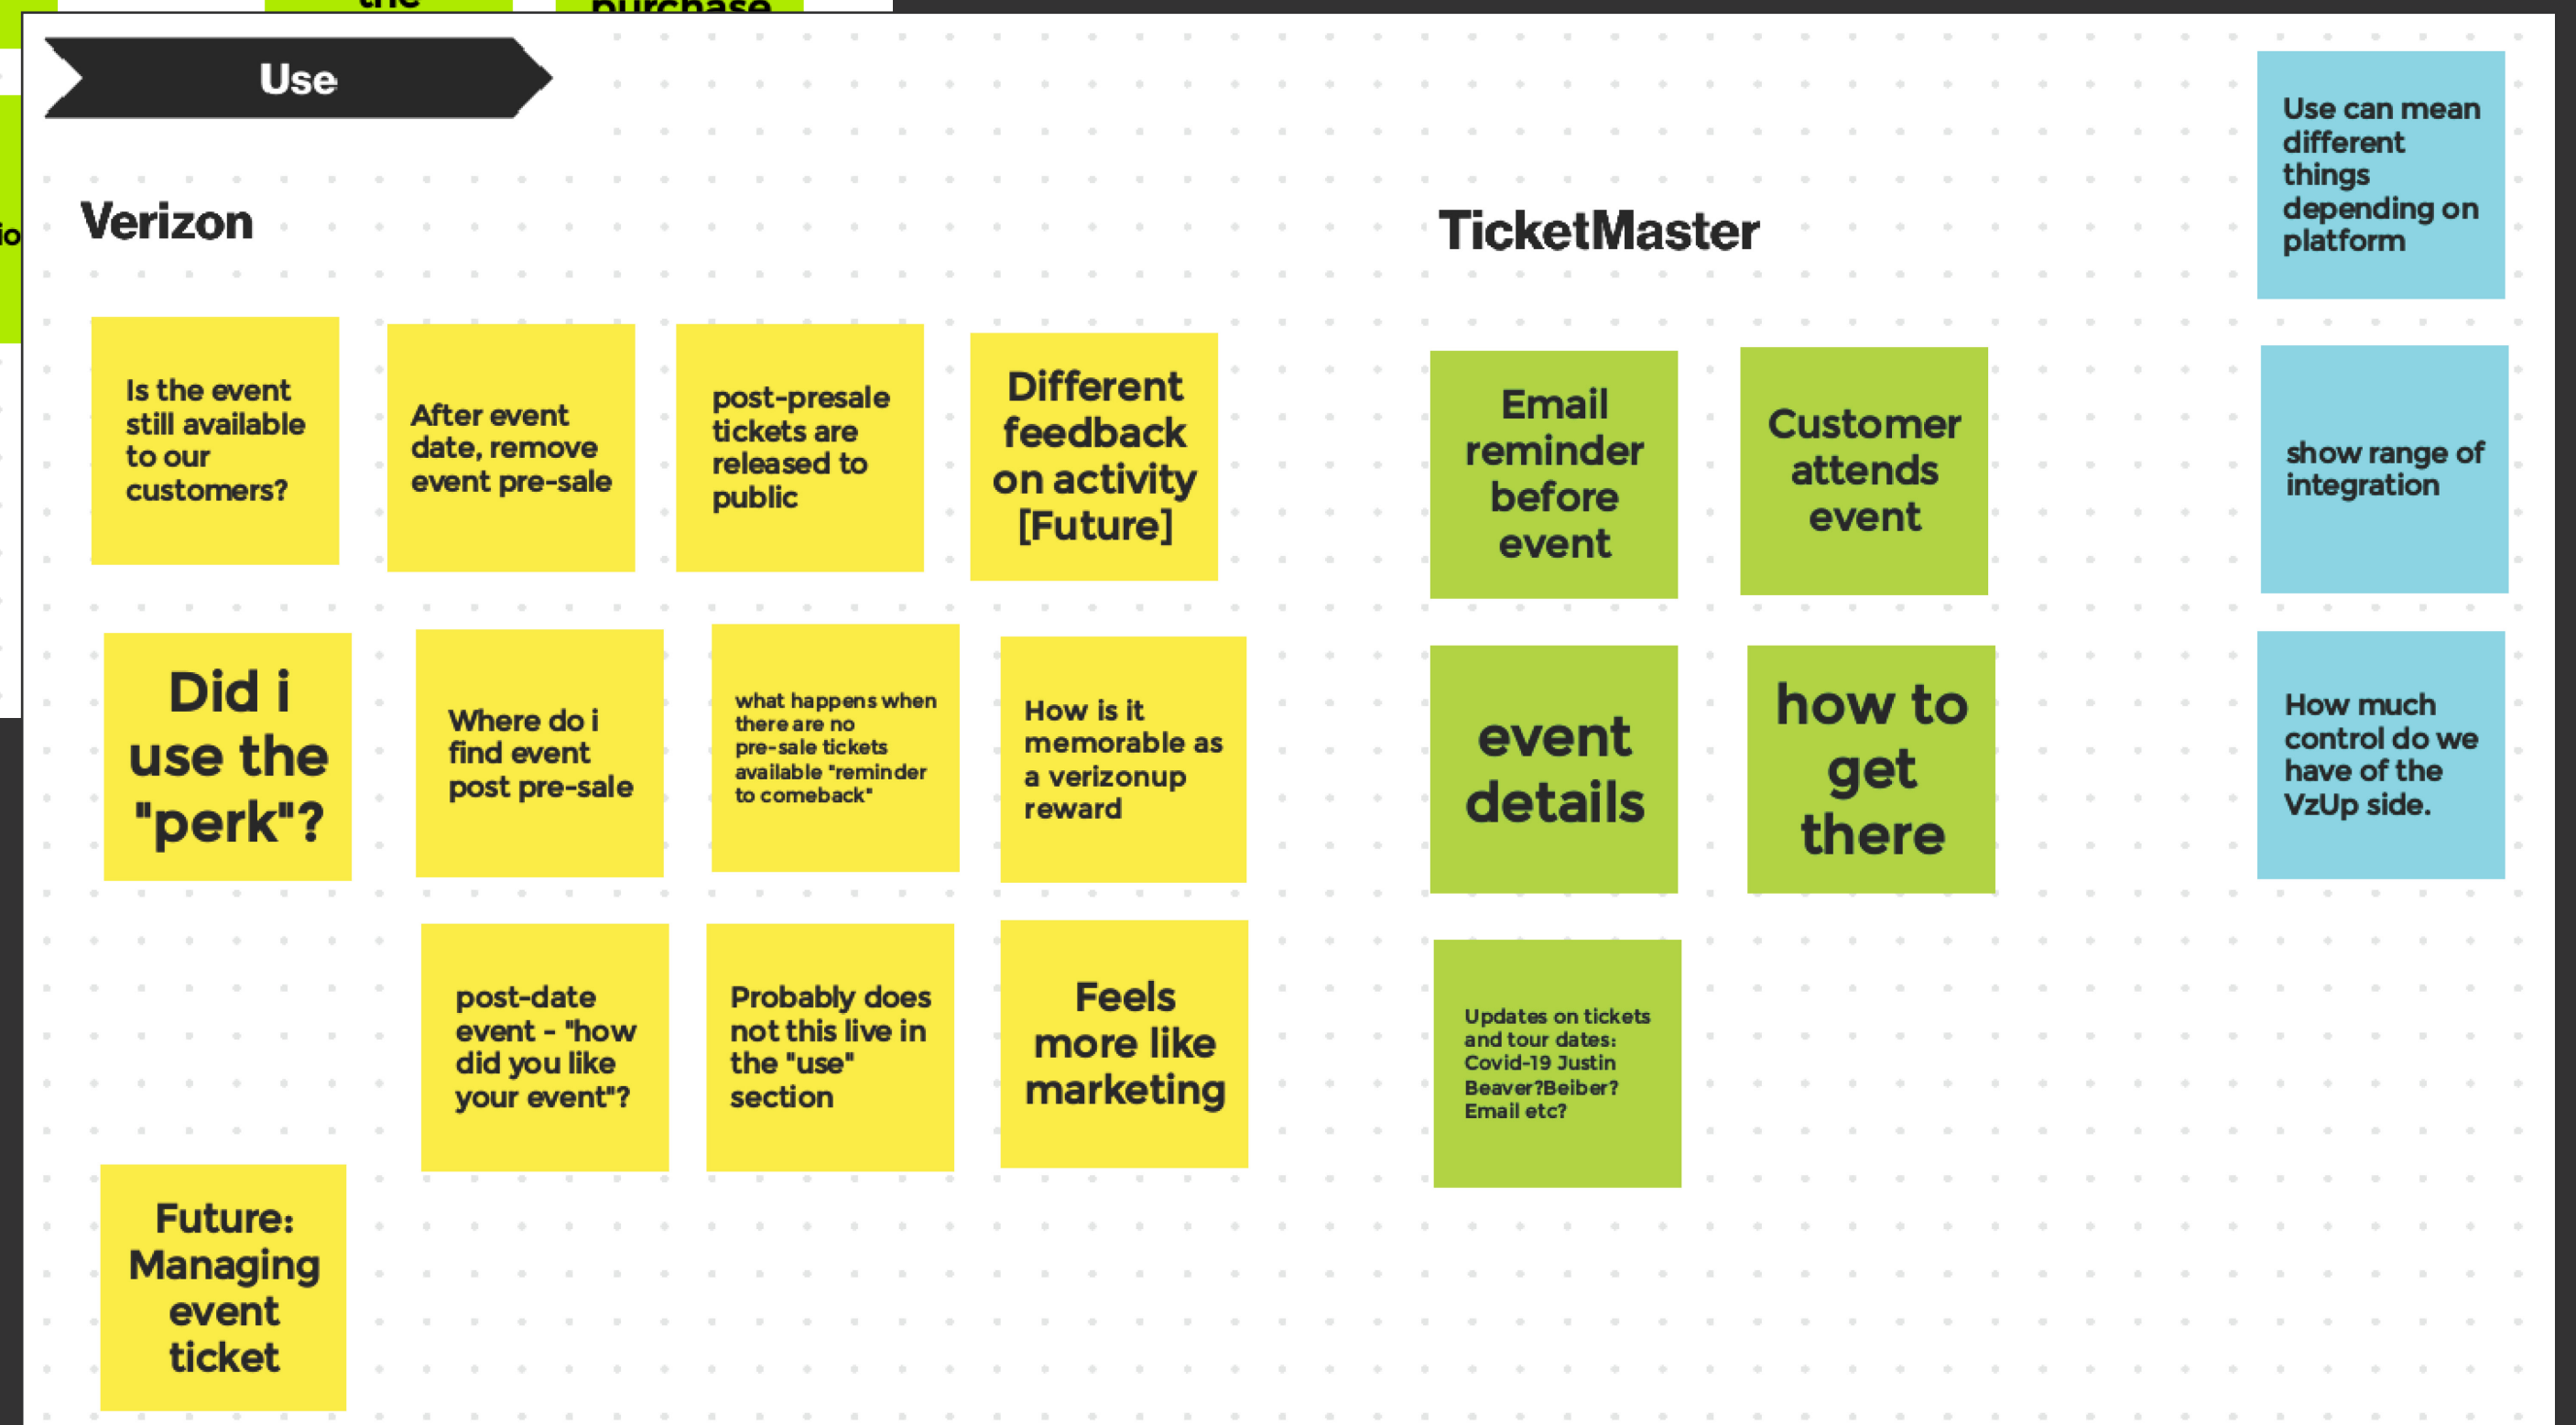 the
purchase
io
Use
Verizon
TicketMaster
Is the event
still available
to our
customers?
After event
date, remove
event pre-sale
post-presale
tickets are
released to
public
Different
feedback
on activity
[Future]
Did i
use the
"perk"?
Where do i
find event
post pre-sale
what happens when
there are no
pre-sale tickets
available "reminder
to comeback"
How is it
memorable as
a verizonup
reward
post-date
event - "how
did you like
your event"?
Probably does
not this live in
the "use"
section
Feels
more like
marketing
Future:
Managing
event
ticket
Email
reminder
before
event
Customer
attends
event
event
details
how to
get
there
Updates on tickets
and tour dates:
Covid-19 Justin
Beaver?Beiber?
Email etc?
Use can mean
different
things
depending on
platform
show range of
integration
How much
control do we
have of the
VzUp side.